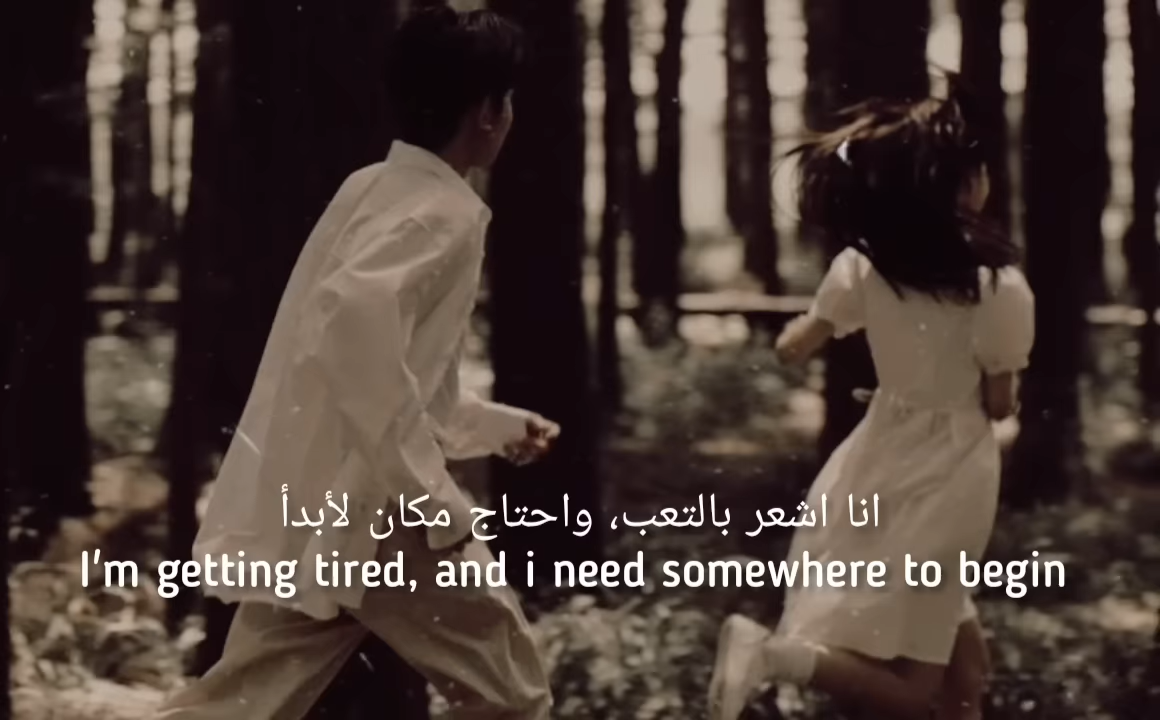 انا اشعر بالتعب، واحتاج مكان لأبدأ
I'm getting tired, and i need somewhere to begin